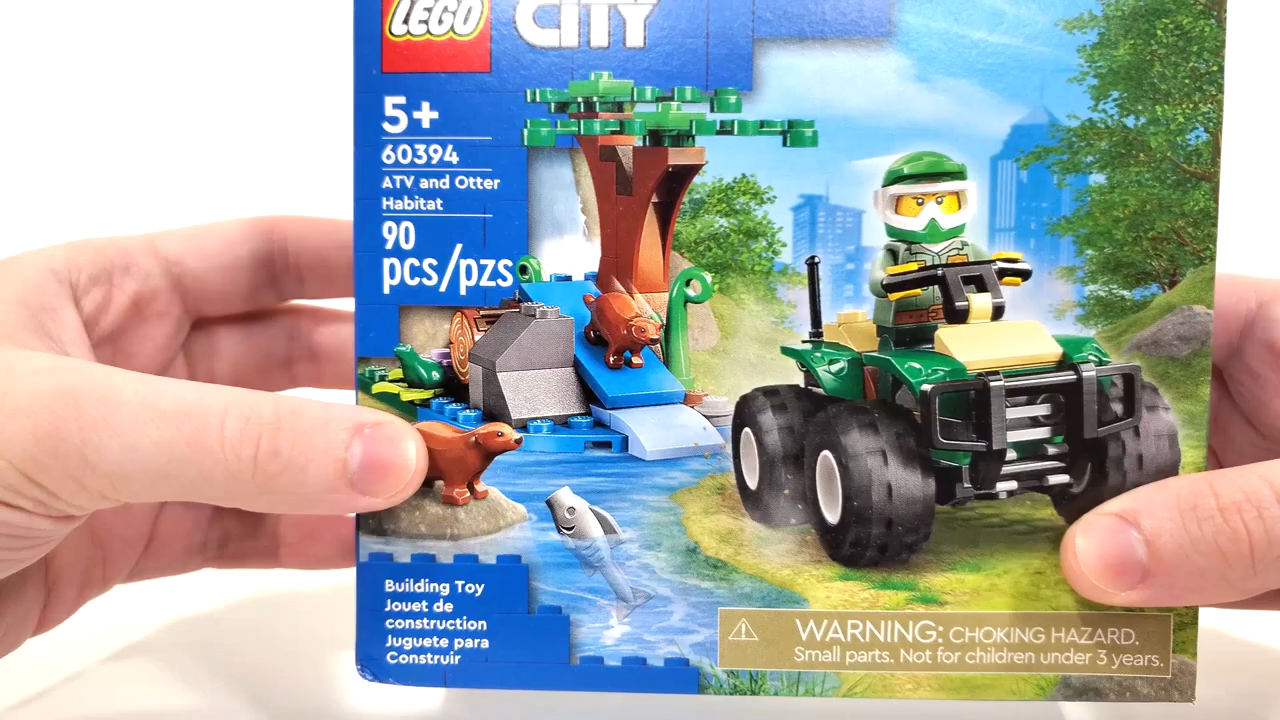 LEGO
CITY
5+
60394
ATV and Otter
Habitat
90
pcs/pzs
Building Toy
Jouet de
construction
Juguete para
Construir
WARNING: CHOKING HAZARD.
Small parts. Not for children under 3 years.